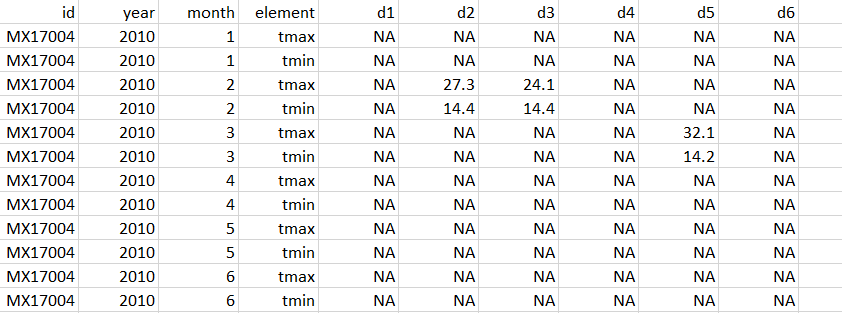 id year month element d1 d2 d3 d4 d5 d6
MX17004 2010 1 tmax NA NA NA NA NA NA
MX17004 2010 1 tmin NA NA NA NA NA NA
MX17004 2010 2 tmax NA 27.3 24.1 NA NA NA
MX17004 2010 2 tmin NA 14.4 14.4 NA NA NA
MX17004 2010 3 tmax NA NA NA NA 32.1 NA
MX17004 2010 3 tmin NA NA NA NA 14.2 NA
MX17004 2010 4 tmax NA NA NA NA NA NA
MX17004 2010 4 tmin NA NA NA NA NA NA
MX17004 2010 5 tmax NA NA NA NA NA NA
MX17004 2010 5 tmin NA NA NA NA NA NA
MX17004 2010 6 tmax NA NA NA NA NA NA
MX17004 2010 6 tmin NA NA NA NA NA NA